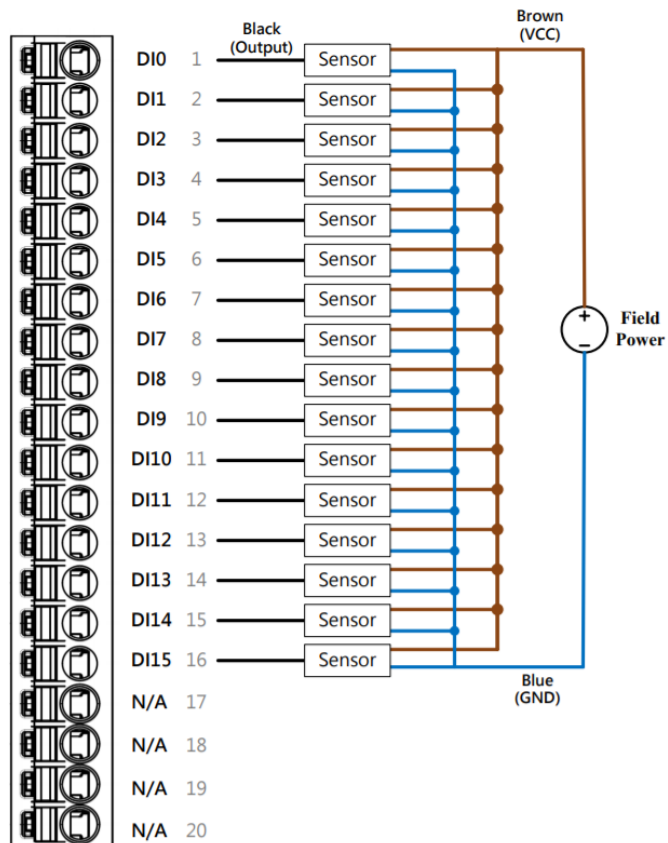 Black
(Output)
Brown
(VCC)
DI0 1 Sensor
DI1 2 Sensor
DI2 3 Sensor
DI3 4 Sensor
DI4 5 Sensor
DI5 6 Sensor
DI6 7 Sensor
+
Field
Power
DI7 8 Sensor
−
DI8 9 Sensor
DI9 10 Sensor
DI10 11 Sensor
DI11 12 Sensor
DI12 13 Sensor
DI13 14 Sensor
DI14 15 Sensor
DI15 16 Sensor
Blue
(GND)
N/A 17
N/A 18
N/A 19
N/A 20